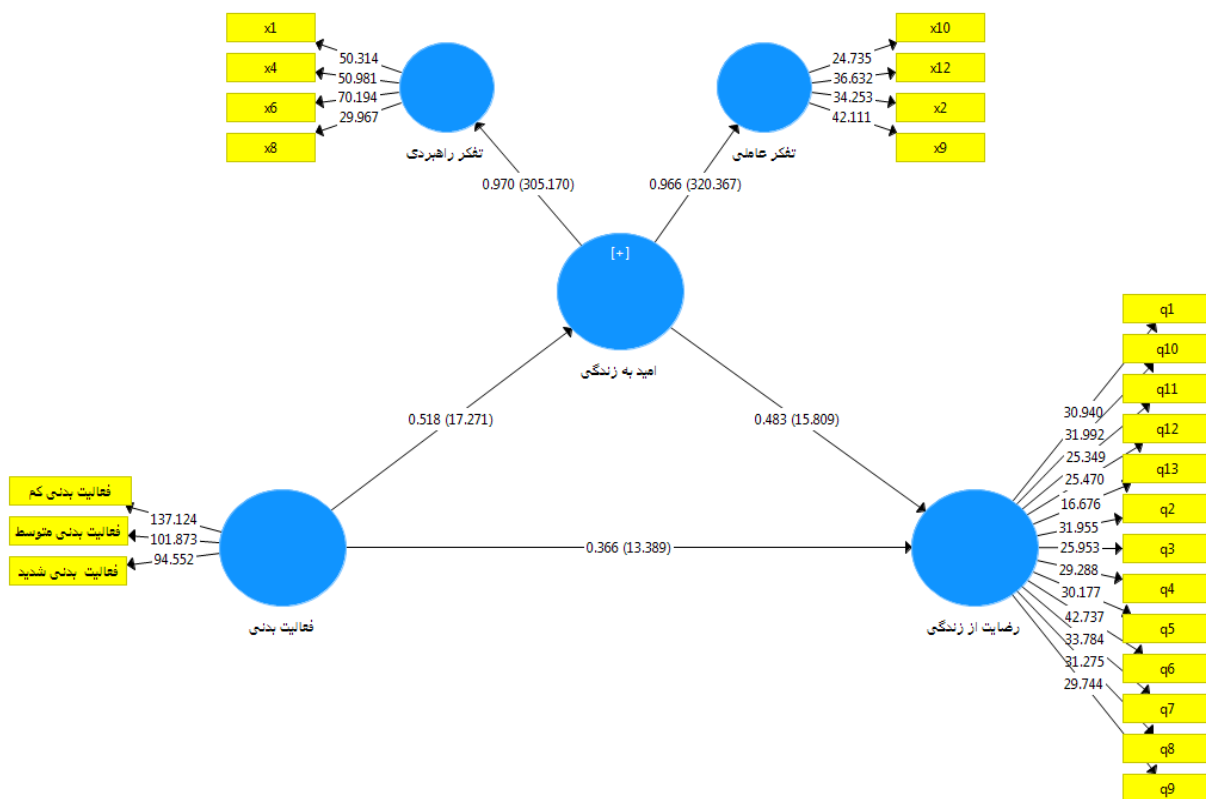 x1
x4
x6
x8
50.314
50.981
70.194
29.967
تفکر راهبردی
x10
x12
x2
x9
24.735
36.632
34.253
42.111
تفکر عاملی
0.970 (305.170)
0.966 (320.367)
[+]
امید به زندگی
0.518 (17.271)
0.483 (15.809)
فعالیت بدنی کم
فعالیت بدنی متوسط
فعالیت بدنی شدید
137.124
101.873
94.552
فعالیت بدنی
0.366 (13.389)
رضایت از زندگی
30.940
31.992
25.349
25.470
16.676
31.955
25.953
29.288
30.177
42.737
33.784
31.275
29.744
q1
q10
q11
q12
q13
q2
q3
q4
q5
q6
q7
q8
q9